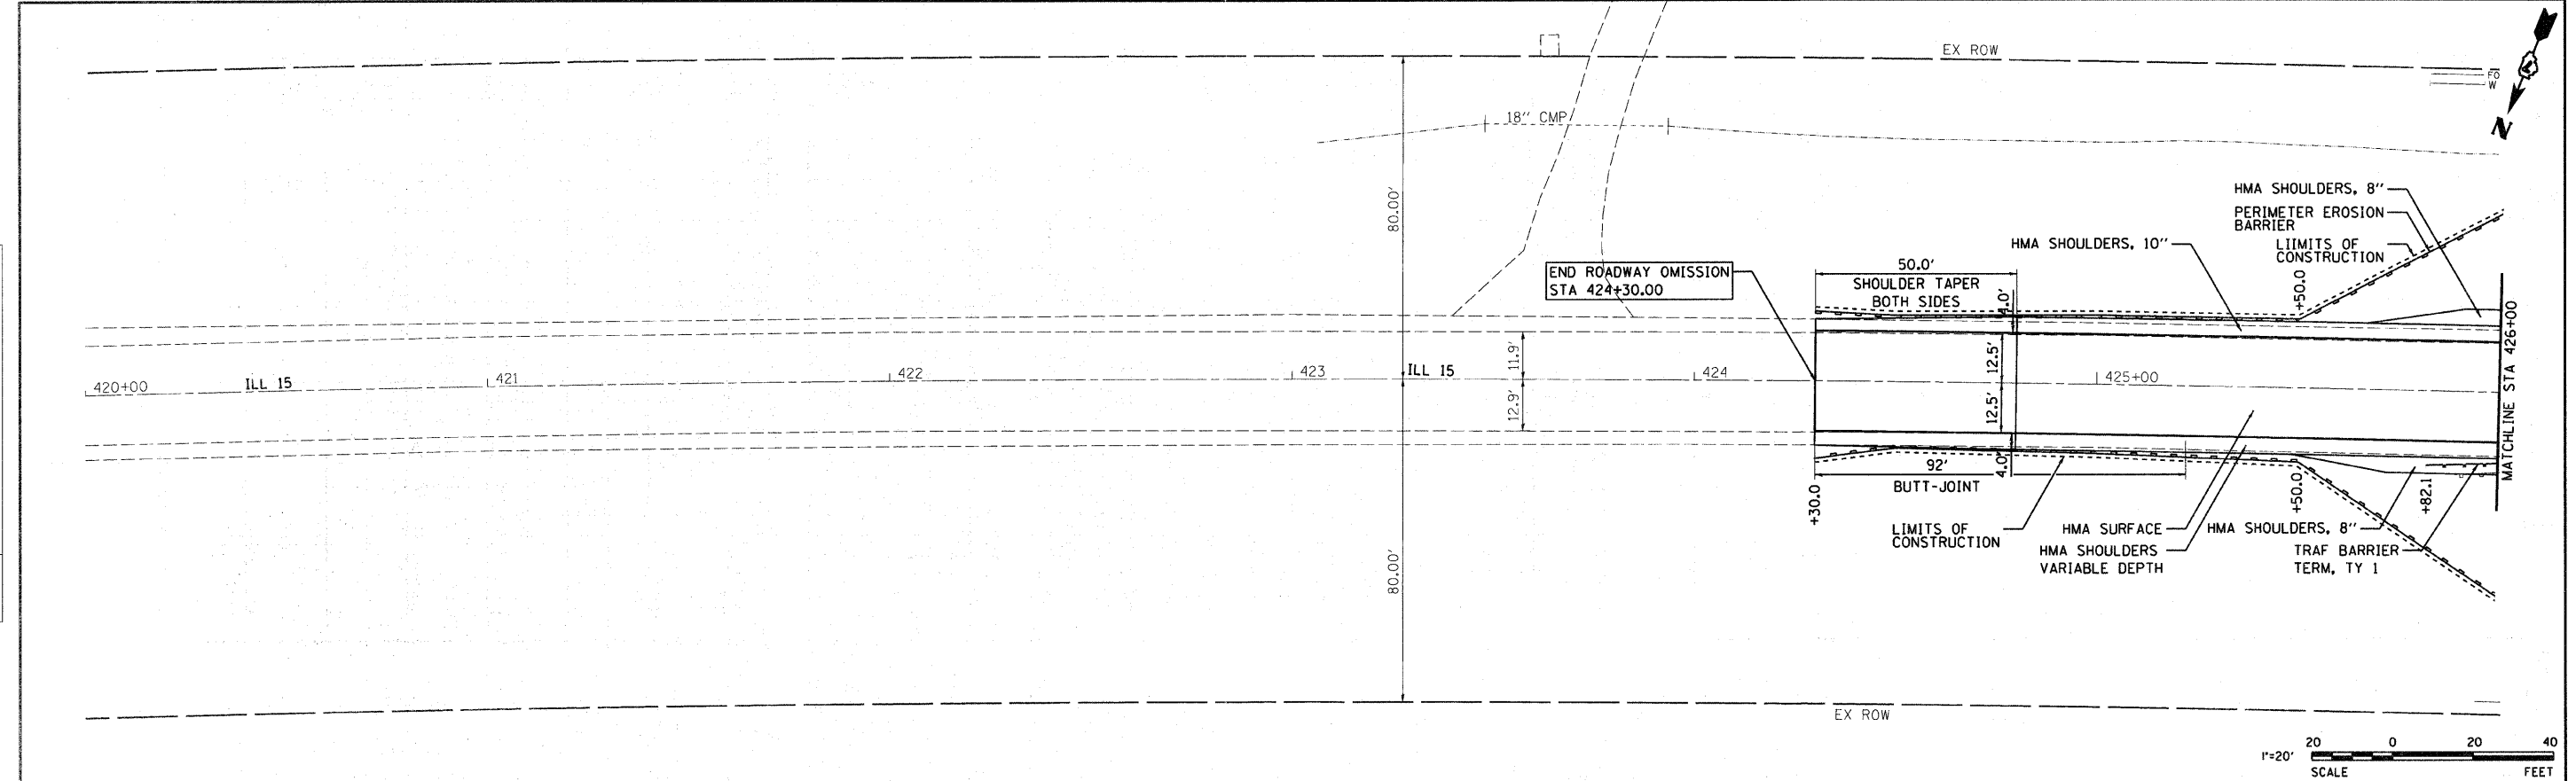 EX ROW
FO
W
N
18" CMP
80.00'
HMA SHOULDERS, 8"
PERIMETER EROSION
BARRIER
LIIMITS OF
CONSTRUCTION
HMA SHOULDERS, 10"
END ROADWAY OMISSION
STA 424+30.00
50.0'
SHOULDER TAPER
BOTH SIDES
4.0'
+50.0
MATCHLINE STA 426+00
420+00
ILL 15
421
422
423
ILL 15
424
425+00
11.9'
12.9'
12.5'
12.5'
4.0'
92'
BUTT-JOINT
+30.0
+50.0
+82.1
LIMITS OF
CONSTRUCTION
HMA SURFACE
HMA SHOULDERS
VARIABLE DEPTH
HMA SHOULDERS, 8"
TRAF BARRIER
TERM, TY 1
80.00'
EX ROW
1"=20'
20 0 20 40
SCALE FEET